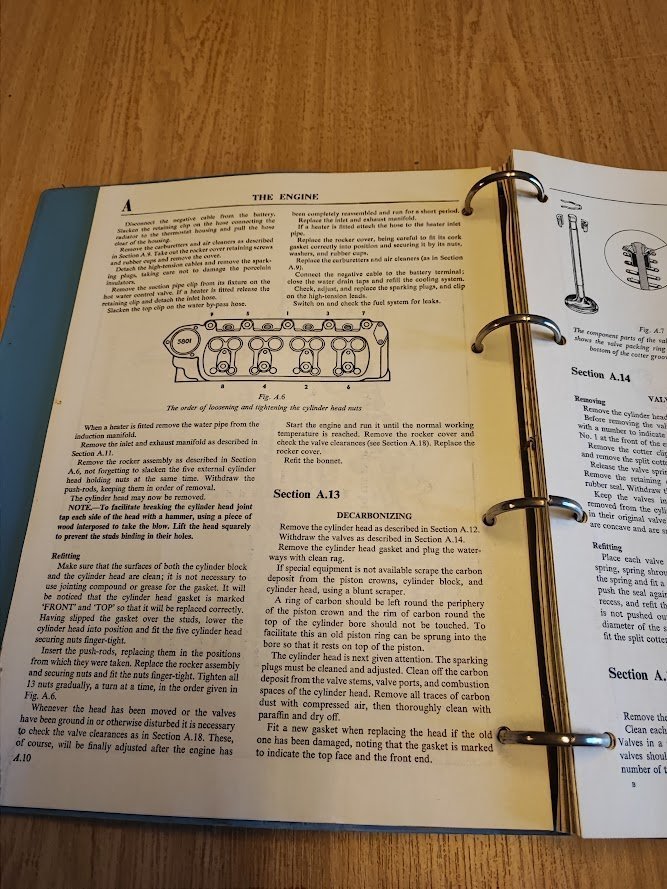 A
THE ENGINE
Disconnect the negative cable from the battery.
Slacken the retaining clip on the hose connecting the
radiator to the thermostat housing and pull the hose
clear of the housing.
Remove the carburetters and air cleaners as described
in Section A.9. Take out the rocker cover retaining screws
and rubber cups and remove the cover.
Detach the high-tension cables and remove the spark-
ing plugs, taking care not to damage the porcelain
insulators.
Remove the suction pipe clip from its fixture on the
hot water control valve. If a heater is fitted release the
retaining clip and detach the inlet hose.
Slacken the top clip on the water by-pass hose.
been completely reassembled and run for a short period.
Replace the inlet and exhaust manifold.
If a heater is fitted attach the hose to the heater inlet
pipe.
Replace the rocker cover, being careful to fit its cork
gasket correctly into position and securing it by its nuts,
washers, and rubber cups.
Replace the carburetters and air cleaners (as in Section
A.9).
Connect the negative cable to the battery terminal;
close the water drain taps and refill the cooling system.
Check, adjust, and replace the sparking plugs, and clip
on the high-tension leads.
Switch on and check the fuel system for leaks.
9 5 1 3 7
3801
8 4 2 6
Fig. A.6
The order of loosening and tightening the cylinder head nuts
When a heater is fitted remove the water pipe from the
induction manifold.
Remove the inlet and exhaust manifold as described in
Section A.11.
Remove the rocker assembly as described in Section
A.6, not forgetting to slacken the five external cylinder
head holding nuts at the same time. Withdraw the
push-rods, keeping them in order of removal.
The cylinder head may now be removed.
NOTE.—To facilitate breaking the cylinder head joint
tap each side of the head with a hammer, using a piece of
wood interposed to take the blow. Lift the head squarely
to prevent the studs binding in their holes.
Refitting
Make sure that the surfaces of both the cylinder block
and the cylinder head are clean; it is not necessary to
use jointing compound or grease for the gasket. It will
be noticed that the cylinder head gasket is marked
'FRONT' and 'TOP' so that it will be replaced correctly.
Having slipped the gasket over the studs, lower the
cylinder head into position and fit the five cylinder head
securing nuts finger-tight.
Insert the push-rods, replacing them in the positions
from which they were taken. Replace the rocker assembly
and securing nuts and fit the nuts finger-tight. Tighten all
13 nuts gradually, a turn at a time, in the order given in
Fig. A.6.
Whenever the head has been moved or the valves
have been ground in or otherwise disturbed it is necessary
to check the valve clearances as in Section A.18. These,
of course, will be finally adjusted after the engine has
A.10
Start the engine and run it until the normal working
temperature is reached. Remove the rocker cover and
check the valve clearances (see Section A.18). Replace the
rocker cover.
Refit the bonnet.
Section A.13
DECARBONIZING
Remove the cylinder head as described in Section A.12.
Withdraw the valves as described in Section A.14.
Remove the cylinder head gasket and plug the water-
ways with clean rag.
If special equipment is not available scrape the carbon
deposit from the piston crowns, cylinder block, and
cylinder head, using a blunt scraper.
A ring of carbon should be left round the periphery
of the piston crown and the rim of carbon round the
top of the cylinder bore should not be touched. To
facilitate this an old piston ring can be sprung into the
bore so that it rests on top of the piston.
The cylinder head is next given attention. The sparking
plugs must be cleaned and adjusted. Clean off the carbon
deposit from the valve stems, valve ports, and combustion
spaces of the cylinder head. Remove all traces of carbon
dust with compressed air, then thoroughly clean with
paraffin and dry off.
Fit a new gasket when replacing the head if the old
one has been damaged, noting that the gasket is marked
to indicate the top face and the front end.
Fig. A.7
The component parts of the val
shows the valve packing ring
bottom of the cotter groov
Section A.14
VAL
Removing
Remove the cylinder head
Before removing the val
with a number to indicate
No. 1 at the front of the e
Remove the cotter clip
and remove the split cotte
Release the valve sprin
Remove the retaining
rubber seal. Withdraw t
Keep the valves in
removed from the cyli
in their original valve
are concave and are s
Refitting
Place each valve
spring, spring shrou
the spring and fit a
push the seal again
recess, and refit th
is not pushed ou
diameter of the s
fit the split cotter
Section A.
Remove th
Clean each
Valves in a
valves shoul
number of
B